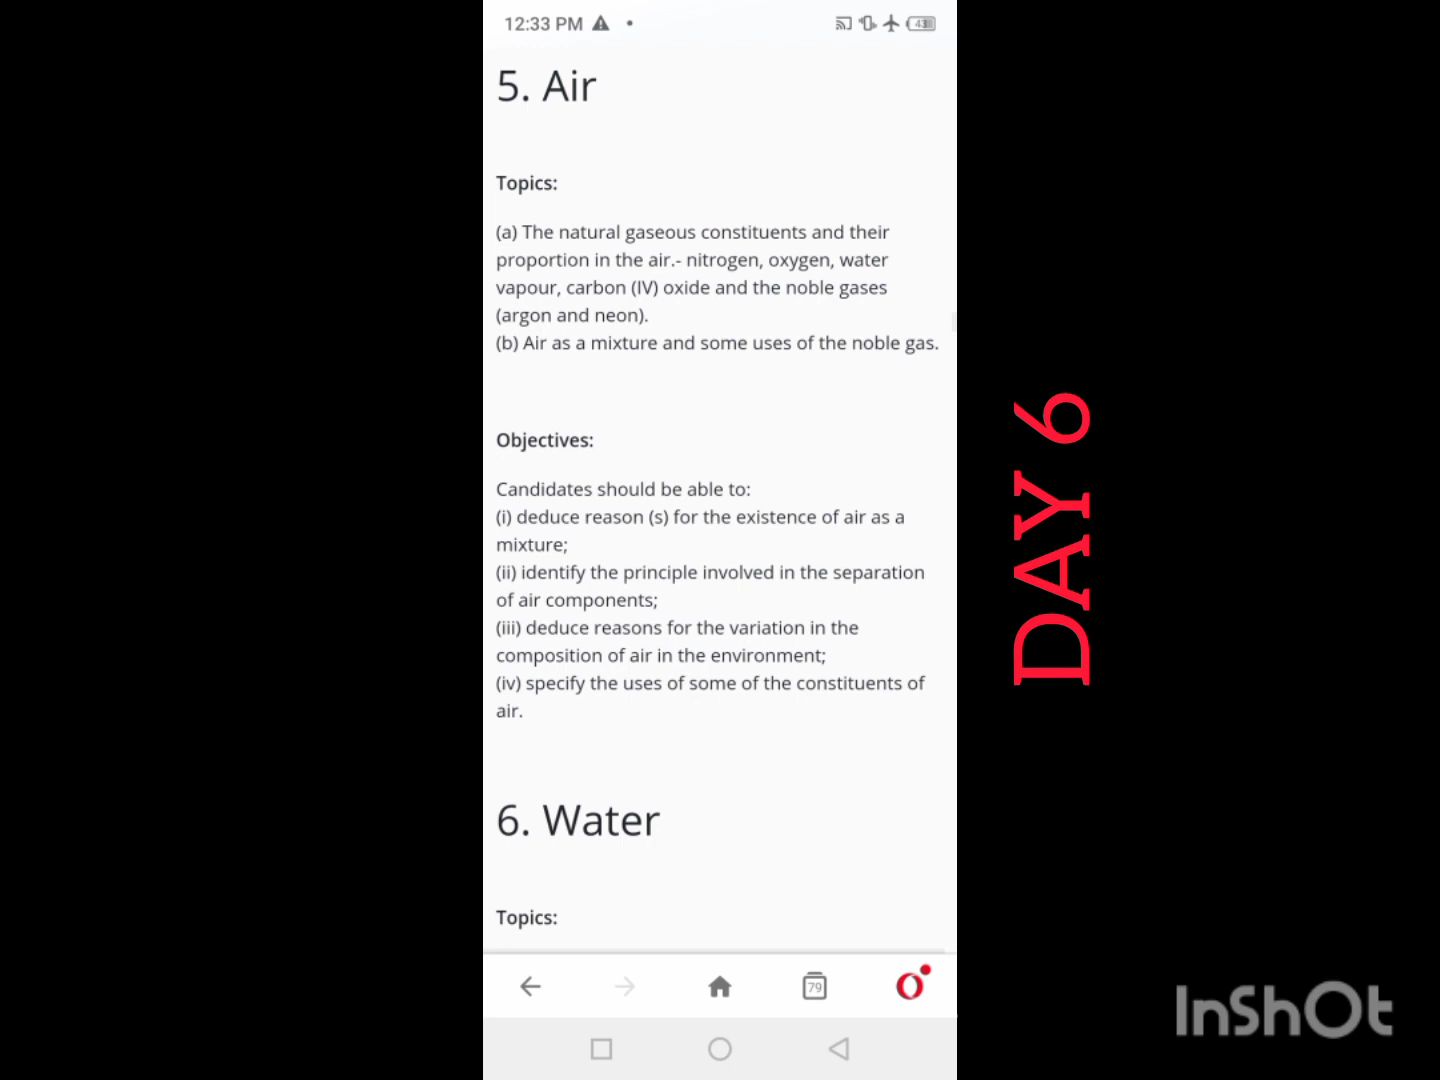 12:33 PM
43
5. Air
Topics:
(a) The natural gaseous constituents and their
proportion in the air.- nitrogen, oxygen, water
vapour, carbon (IV) oxide and the noble gases
(argon and neon).
(b) Air as a mixture and some uses of the noble gas.
Objectives:
Candidates should be able to:
(i) deduce reason (s) for the existence of air as a
mixture;
(ii) identify the principle involved in the separation
of air components;
(iii) deduce reasons for the variation in the
composition of air in the environment;
(iv) specify the uses of some of the constituents of
air.
6. Water
Topics:
79
DAY 6
InShOt